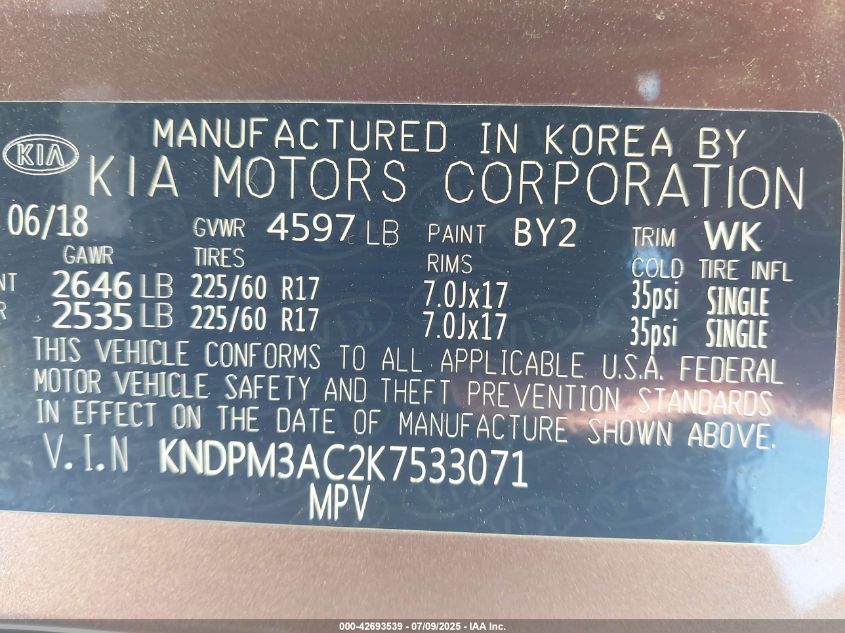 MANUFACTURED IN KOREA BY
KIA KIA MOTORS CORPORATION
06/18 GVWR 4597 LB PAINT BY2 TRIM WK
GAWR TIRES RIMS COLD TIRE INFL
NT 2646 LB 225/60 R17 7.0Jx17 35psi SINGLE
R 2535 LB 225/60 R17 7.0Jx17 35psi SINGLE
THIS VEHICLE CONFORMS TO ALL APPLICABLE U.S.A. FEDERAL
MOTOR VEHICLE SAFETY AND THEFT PREVENTION STANDARDS
IN EFFECT ON THE DATE OF MANUFACTURE SHOWN ABOVE.
V.I.N KNDPM3AC2K7533071
MPV
000-42693539 / 07/09/2025 - IAA Inc.